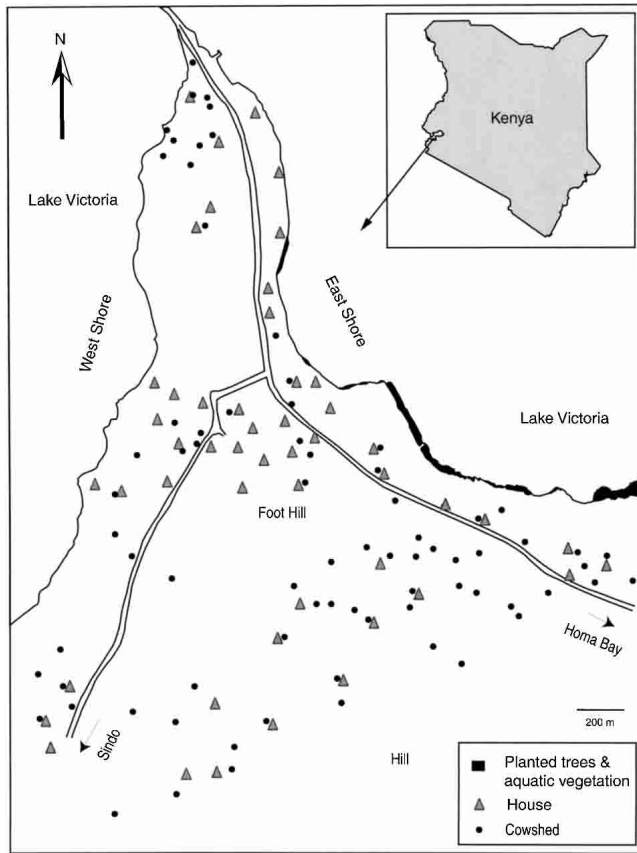 N
Kenya
Lake Victoria
West Shore
East Shore
Lake Victoria
Foot Hill
Homa Bay
Sindo
200 m
Hill
Planted trees &
aquatic vegetation
House
Cowshed